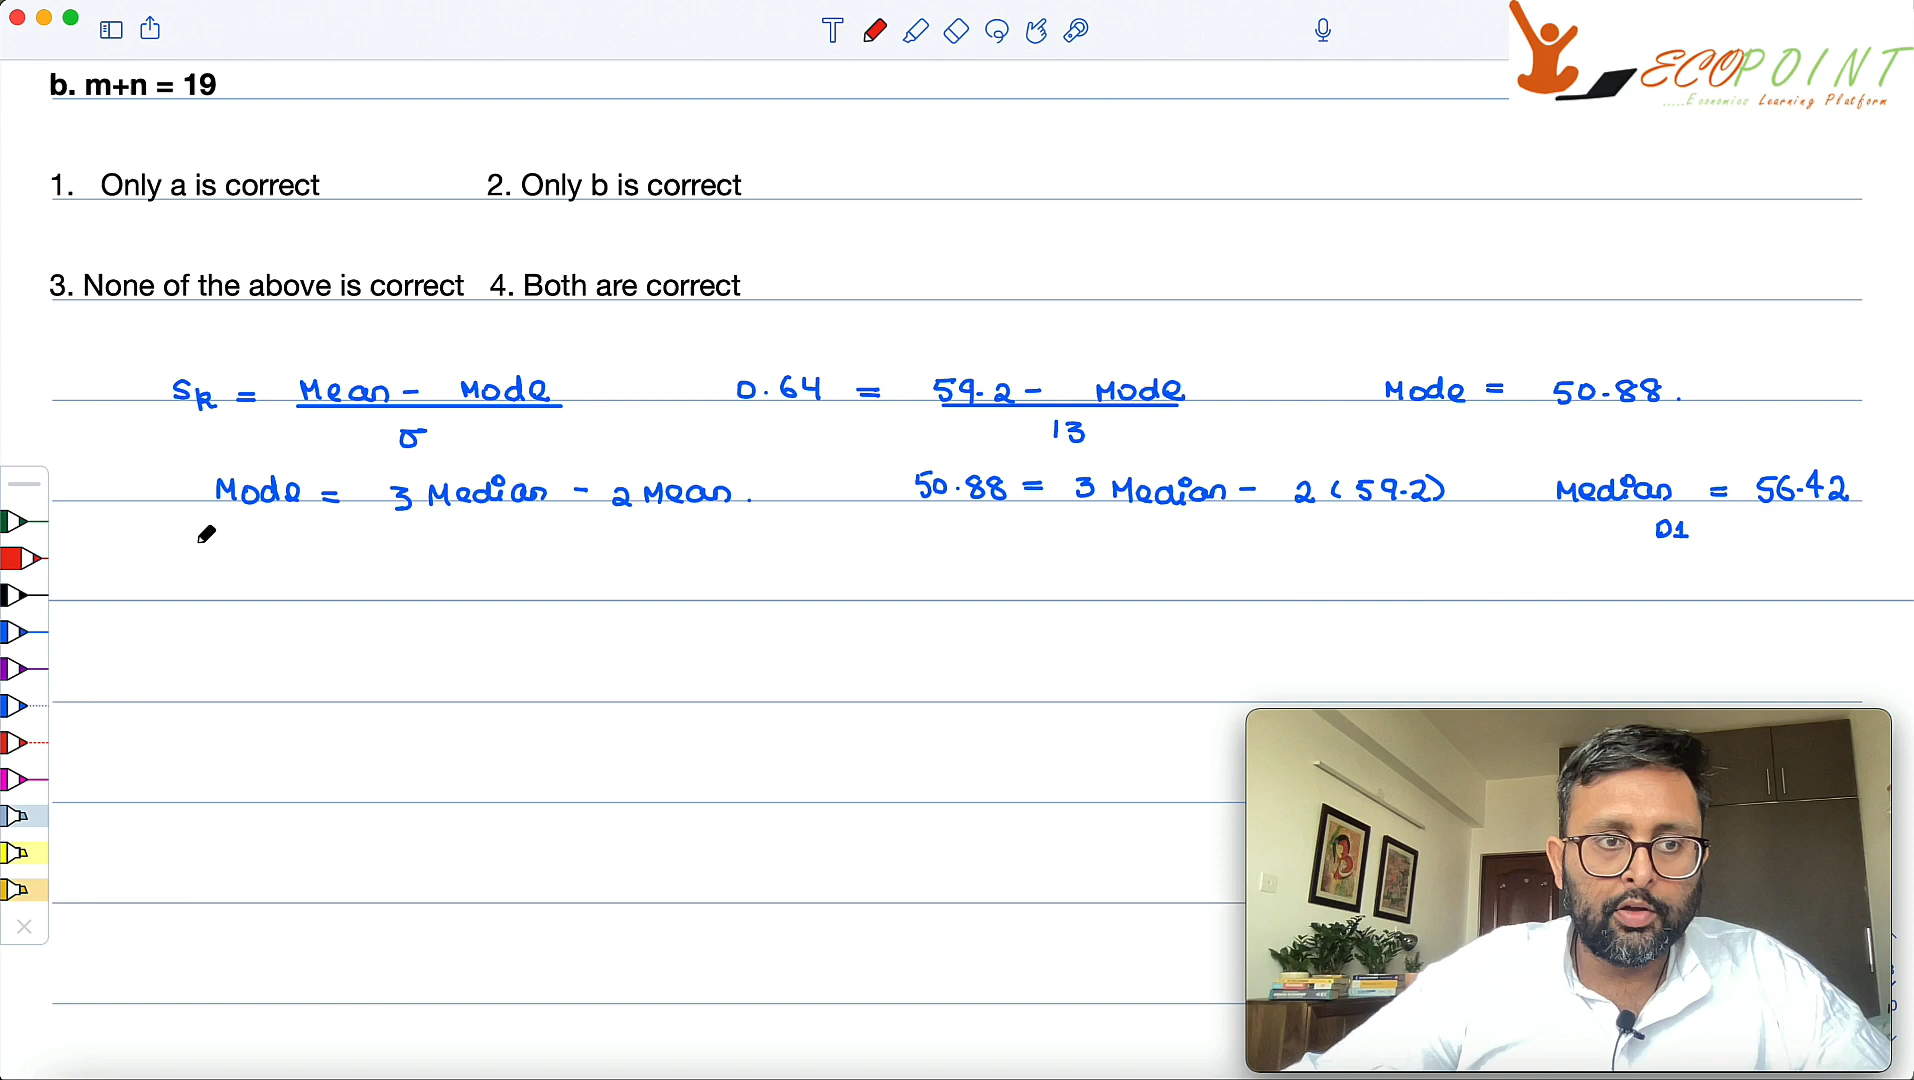 ECOPOINT
.....Economics Learning Platform
b. m+n = 19
1. Only a is correct 2. Only b is correct
3. None of the above is correct 4. Both are correct
Sk = Mean - Mode / σ 0.64 = 59.2 - Mode / 13 Mode = 50.88.
Mode = 3 Median - 2 Mean. 50.88 = 3 Median - 2 (59.2) Median = 56.42
01